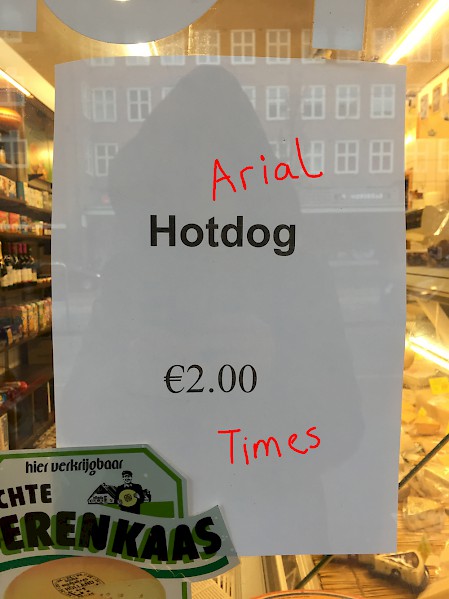 Arial
Hotdog
€2.00
Times
hier verkrijgbaar
CHTE
ERENKAAS